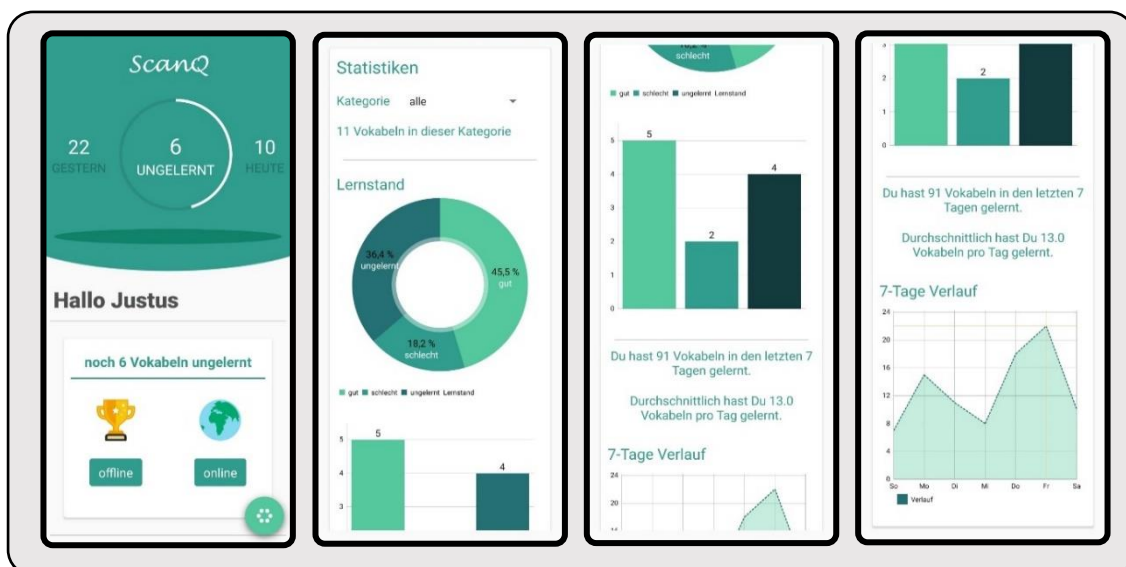 ScanQ
22
GESTERN
6
UNGELERNT
10
HEUTE
Hallo Justus
noch 6 Vokabeln ungelernt
offline
online
Statistiken
Kategorie alle
11 Vokabeln in dieser Kategorie
Lernstand
36,4 %
ungelernt
45,5 %
gut
18,2 %
schlecht
gut schlecht ungelernt Lernstand
5
4
5
4
3
schlecht
gut schlecht ungelernt Lernstand
5
4
2
5
4
3
2
1
0
Du hast 91 Vokabeln in den letzten 7
Tagen gelernt.
Durchschnittlich hast Du 13.0
Vokabeln pro Tag gelernt.
7-Tage Verlauf
24
20
16
3
2
1
0
2
Du hast 91 Vokabeln in den letzten 7
Tagen gelernt.
Durchschnittlich hast Du 13.0
Vokabeln pro Tag gelernt.
7-Tage Verlauf
24
20
16
12
8
4
0
So Mo Di Mi Do Fr Sa
Verlauf